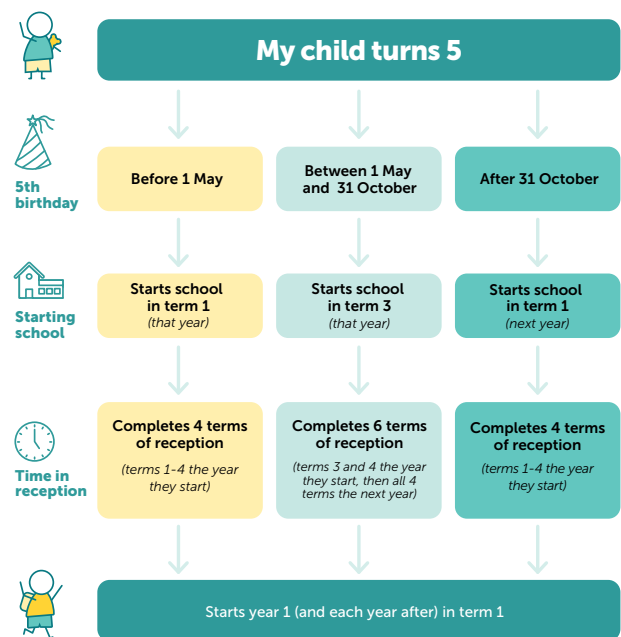 My child turns 5
5th
birthday
Before 1 May
Between 1 May
and 31 October
After 31 October
Starting
school
Starts school
in term 1
(that year)
Starts school
in term 3
(that year)
Starts school
in term 1
(next year)
Time in
reception
Completes 4 terms
of reception
(terms 1-4 the year
they start)
Completes 6 terms
of reception
(terms 3 and 4 the year
they start, then all 4
terms the next year)
Completes 4 terms
of reception
(terms 1-4 the year
they start)
Starts year 1 (and each year after) in term 1